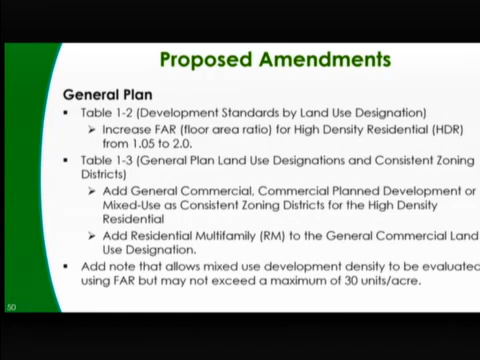 Proposed Amendments
General Plan
▪ Table 1-2 (Development Standards by Land Use Designation)
➢ Increase FAR (floor area ratio) for High Density Residential (HDR)
from 1.05 to 2.0.
▪ Table 1-3 (General Plan Land Use Designations and Consistent Zoning
Districts)
➢ Add General Commercial, Commercial Planned Development or
Mixed-Use as Consistent Zoning Districts for the High Density
Residential
➢ Add Residential Multifamily (RM) to the General Commercial Land
Use Designation.
▪ Add note that allows mixed use development density to be evaluated
using FAR but may not exceed a maximum of 30 units/acre.
50